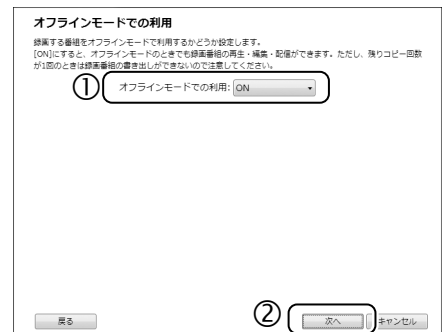 オフラインモードでの利用
録画する番組をオフラインモードで利用するかどうか設定します。
[ON]にすると、オフラインモードのときでも録画番組の再生・編集・配信ができます。ただし、残りコピー回数
が1回のときは録画番組の書き出しができないので注意してください。
① オフラインモードでの利用: ON
戻る ② 次へ キャンセル